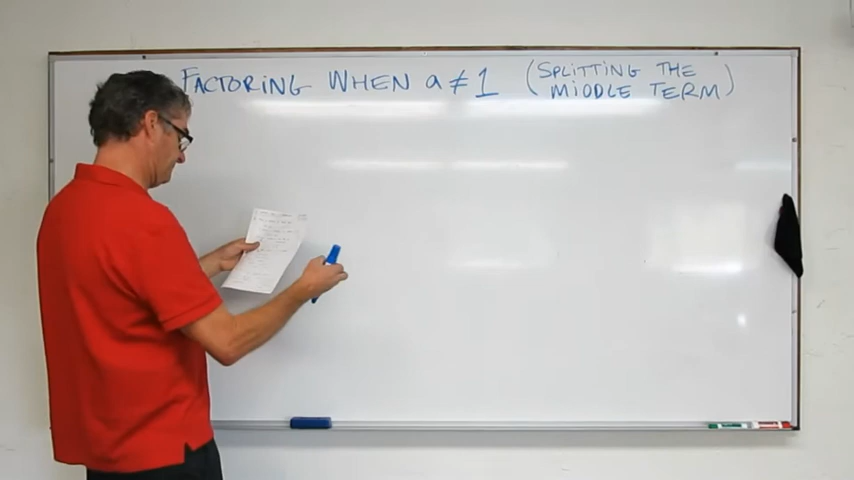 FACTORING WHEN a ≠ 1 (SPLITTING THE
MIDDLE TERM)